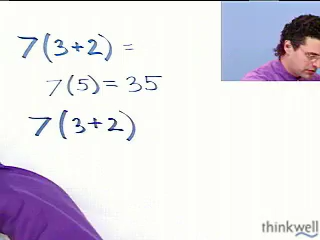 7(3+2) =
7(5) = 35
7(3+2)
thinkwell